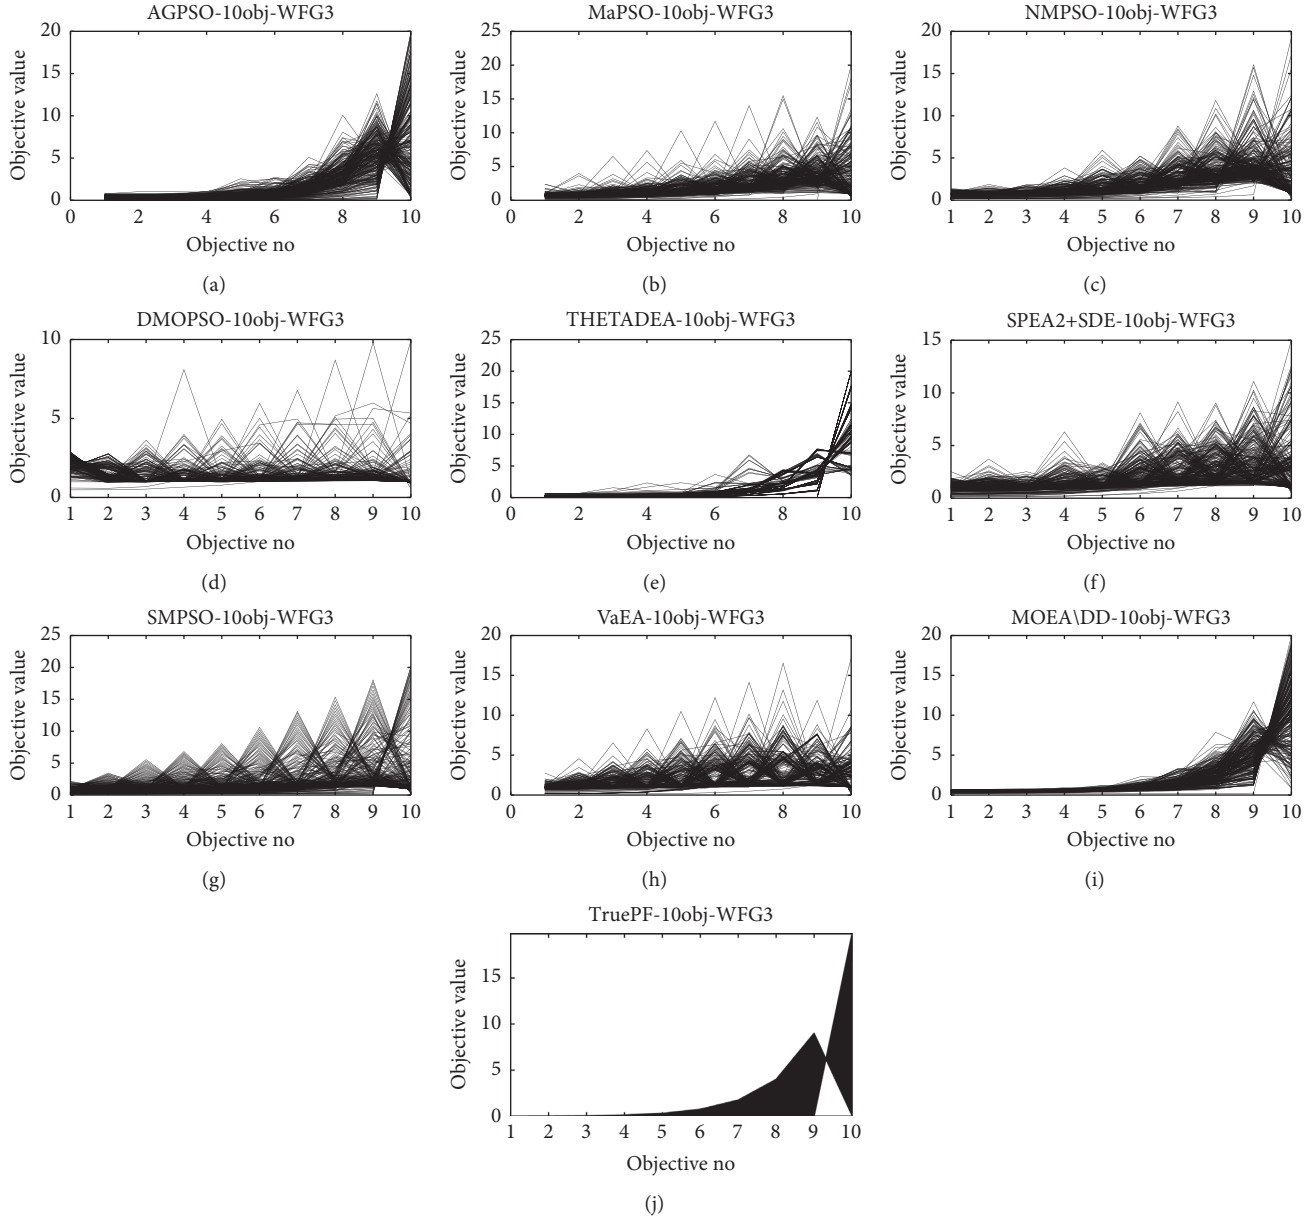 AGPSO-10obj-WFG3
Objective value
20
15
10
5
0
0 2 4 6 8 10
Objective no
(a)
MaPSO-10obj-WFG3
Objective value
25
20
15
10
5
0
0 2 4 6 8 10
Objective no
(b)
NMPSO-10obj-WFG3
Objective value
20
15
10
5
0
1 2 3 4 5 6 7 8 9 10
Objective no
(c)
DMOPSO-10obj-WFG3
Objective value
10
5
0
1 2 3 4 5 6 7 8 9 10
Objective no
(d)
THETADEA-10obj-WFG3
Objective value
25
20
15
10
5
0
0 2 4 6 8 10
Objective no
(e)
SPEA2+SDE-10obj-WFG3
Objective value
15
10
5
0
1 2 3 4 5 6 7 8 9 10
Objective no
(f)
SMPSO-10obj-WFG3
Objective value
25
20
15
10
5
0
1 2 3 4 5 6 7 8 9 10
Objective no
(g)
VaEA-10obj-WFG3
Objective value
20
15
10
5
0
0 2 4 6 8 10
Objective no
(h)
MOEA\DD-10obj-WFG3
Objective value
20
15
10
5
0
1 2 3 4 5 6 7 8 9 10
Objective no
(i)
TruePF-10obj-WFG3
Objective value
15
10
5
0
1 2 3 4 5 6 7 8 9 10
Objective no
(j)